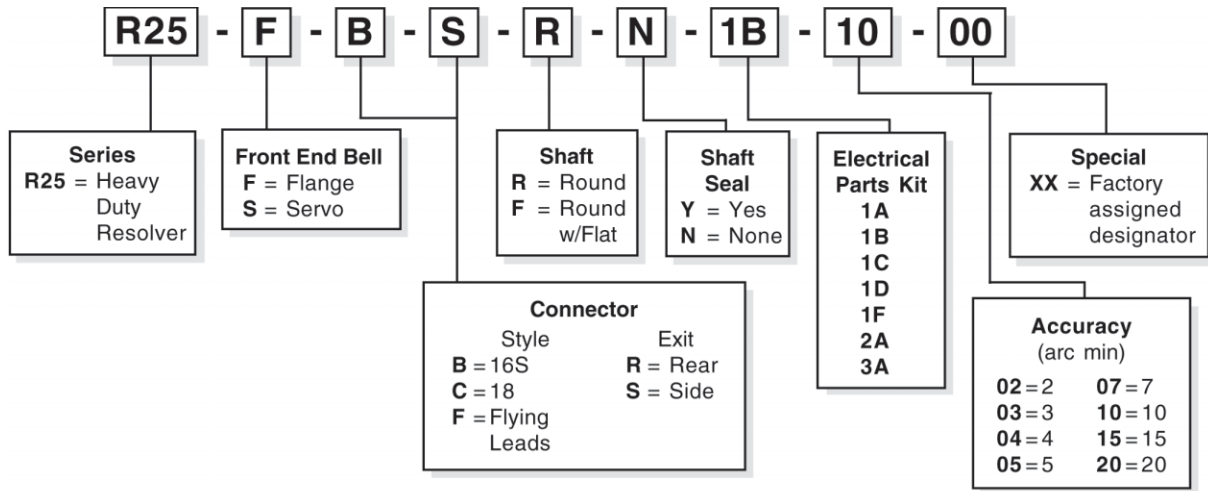 R25 - F - B - S - R - N - 1B - 10 - 00
Series
R25 = Heavy
Duty
Resolver
Front End Bell
F = Flange
S = Servo
Shaft
R = Round
F = Round
w/Flat
Shaft
Seal
Y = Yes
N = None
Electrical
Parts Kit
1A
1B
1C
1D
1F
2A
3A
Special
XX = Factory
assigned
designator
Connector
Style Exit
B = 16S R = Rear
C = 18 S = Side
F = Flying
Leads
Accuracy
(arc min)
02 = 2 07 = 7
03 = 3 10 = 10
04 = 4 15 = 15
05 = 5 20 = 20